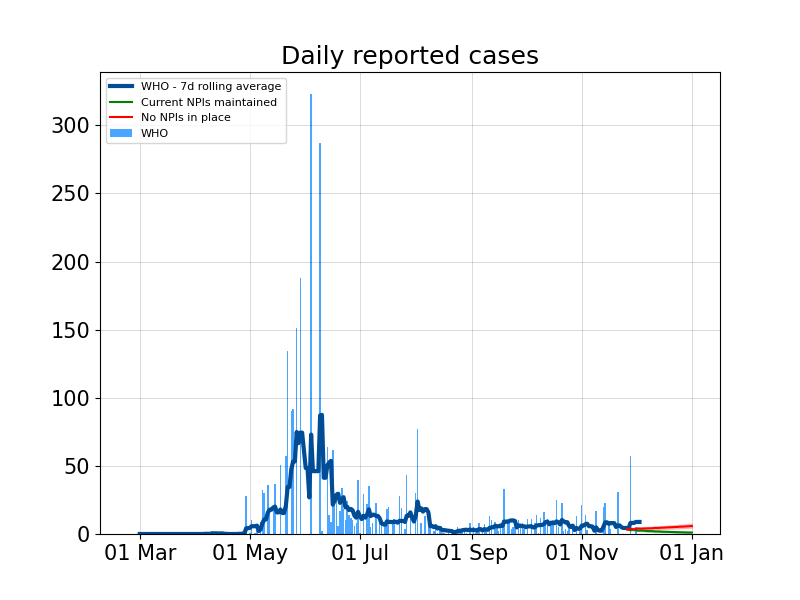 Daily reported cases
WHO - 7d rolling average
Current NPIs maintained
No NPIs in place
WHO
300
250
200
150
100
50
0
01 Mar
01 May
01 Jul
01 Sep
01 Nov
01 Jan